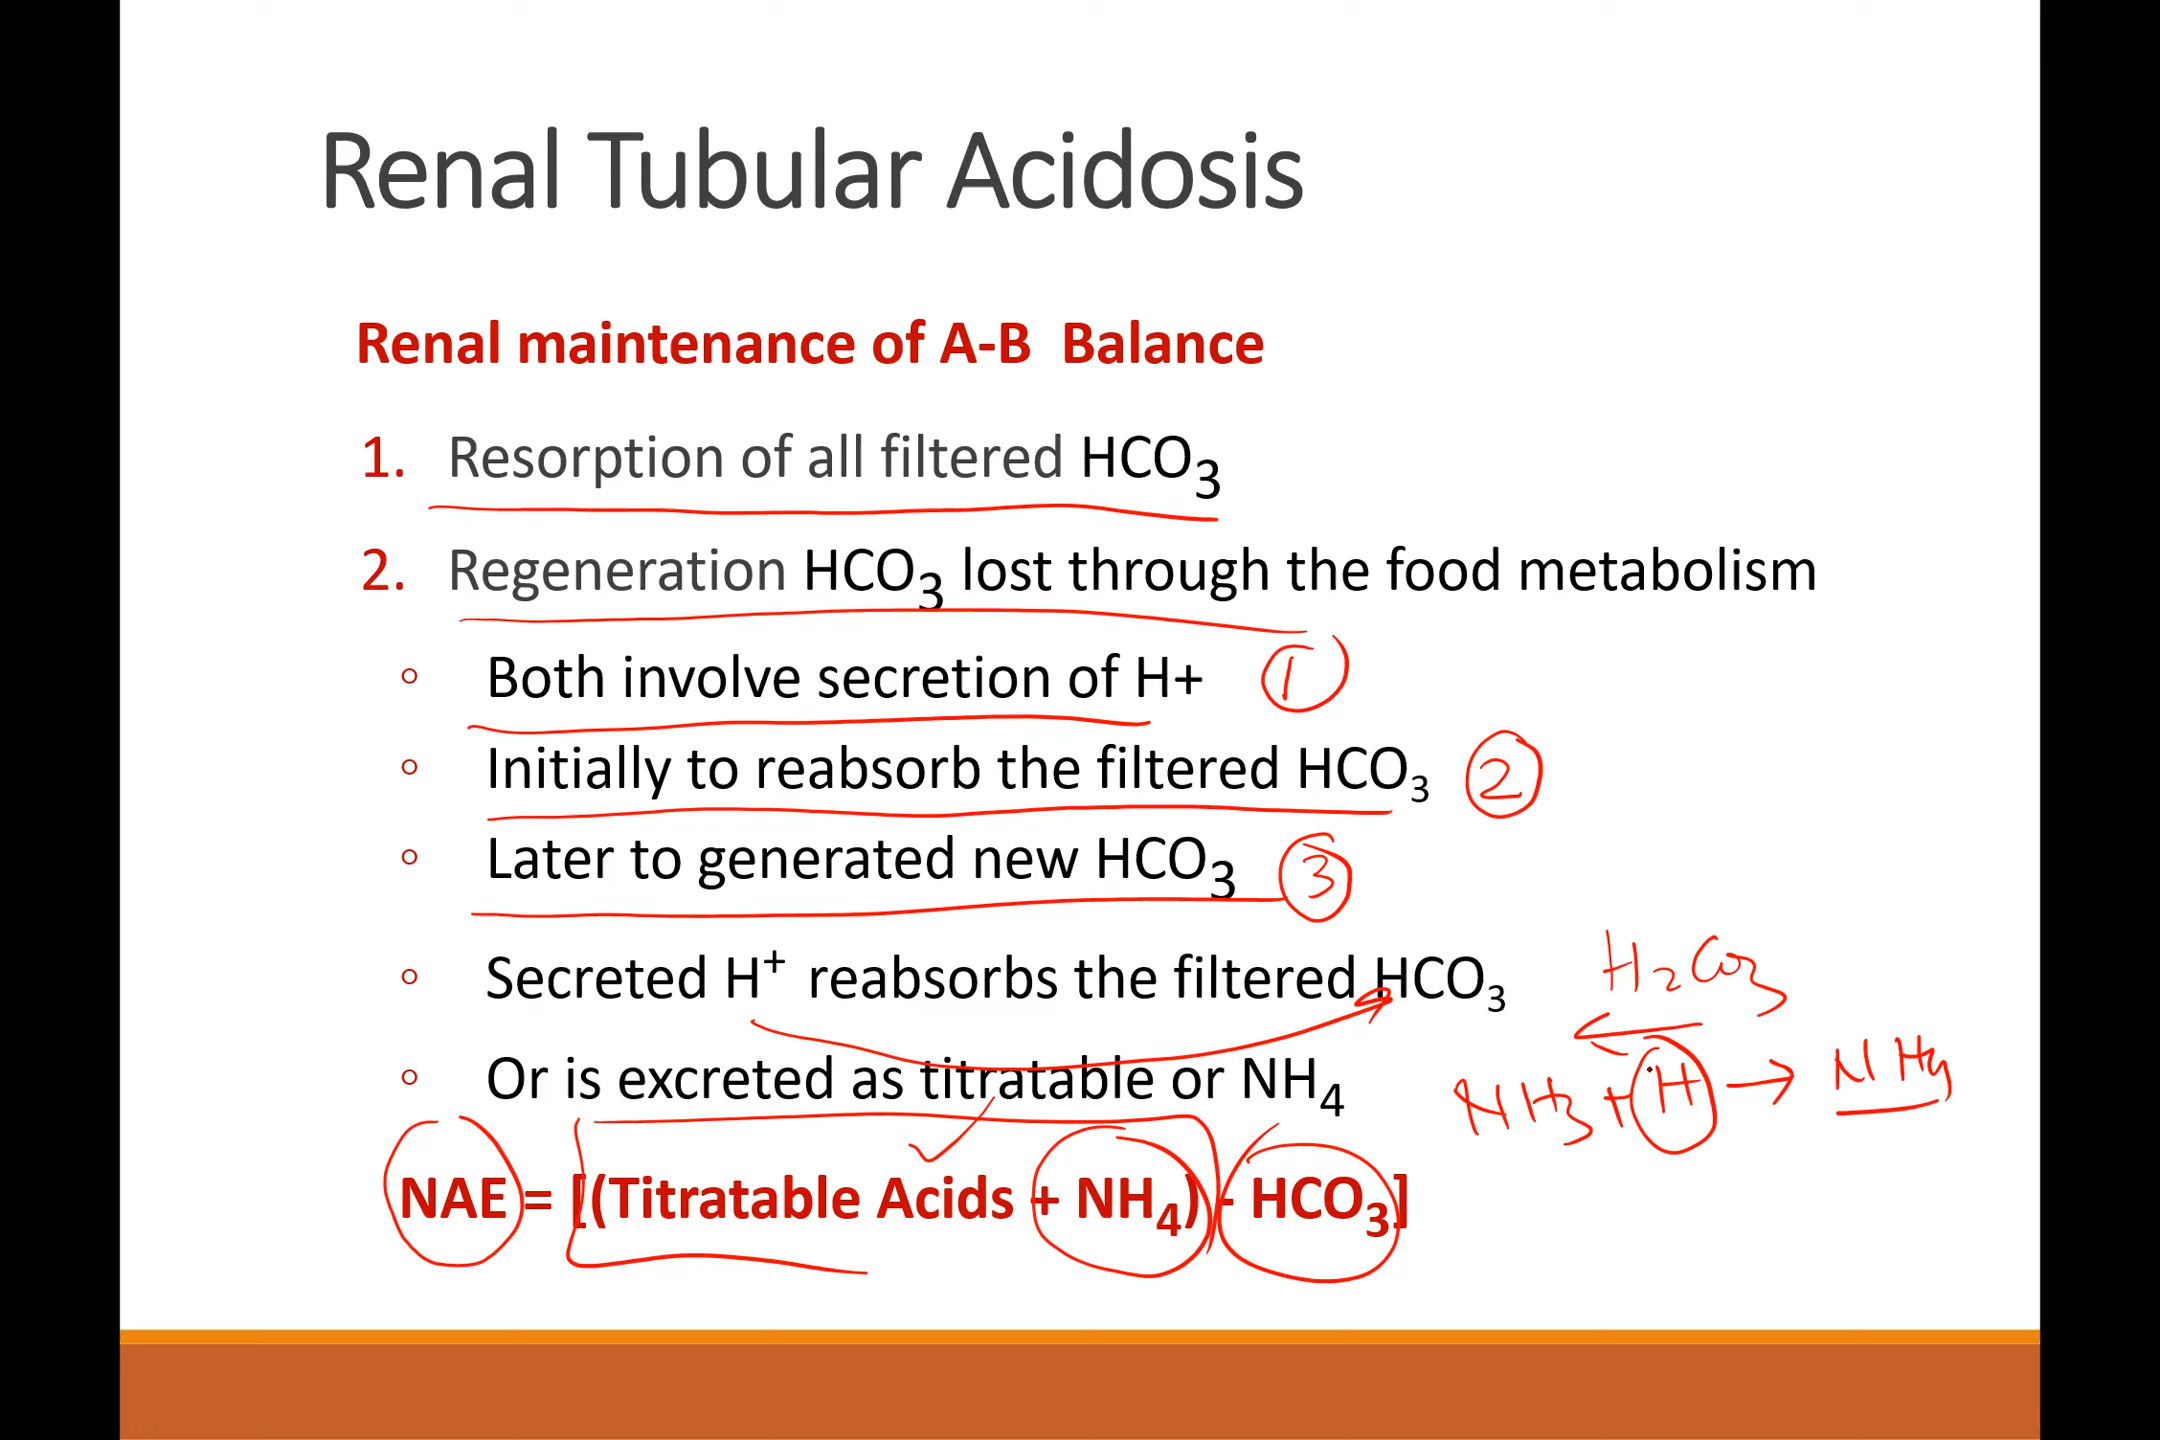 Renal Tubular Acidosis
Renal maintenance of A-B Balance
1. Resorption of all filtered HCO3
2. Regeneration HCO3 lost through the food metabolism
◦ Both involve secretion of H+ 1
◦ Initially to reabsorb the filtered HCO3 2
◦ Later to generated new HCO3 3
◦ Secreted H+ reabsorbs the filtered HCO3
H2CO3
◦ Or is excreted as titratable or NH4
NH3 + H → NH4
NAE = [(Titratable Acids + NH4) - HCO3]